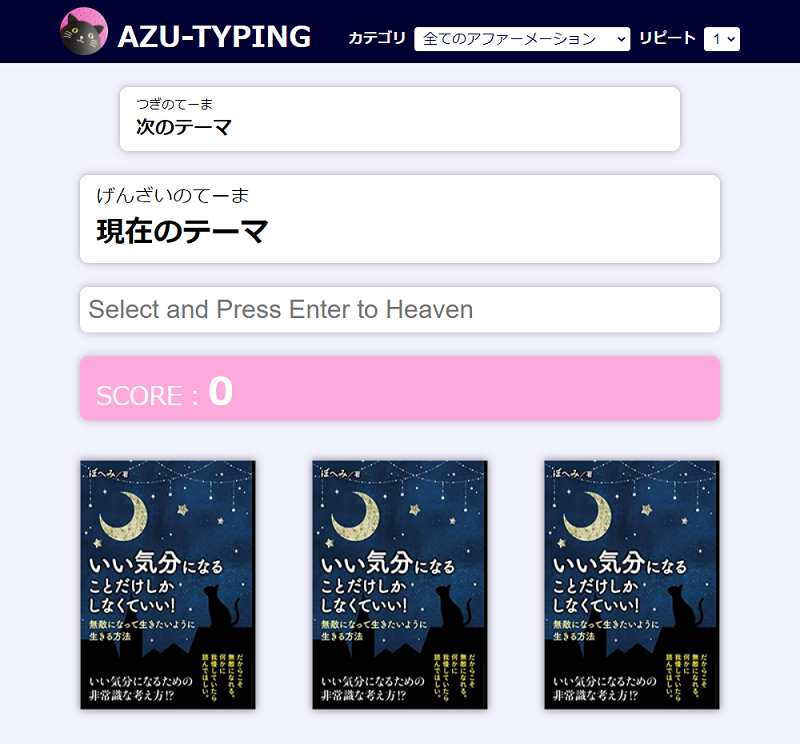 AZU-TYPING カテゴリ 全てのアファーメーション リピート 1
つぎのてーま
次のテーマ
げんざいのてーま
現在のテーマ
Select and Press Enter to Heaven
SCORE : 0
ぼへみ/著
いい気分になる
ことだけしか
しなくていい!
無敵になって生きたいように
生きる方法
だからこそ
無敵になれる。
何かに
我慢していたら
読んでほしい。
いい気分になるための
非常識な考え方!?
ぼへみ/著
いい気分になる
ことだけしか
しなくていい!
無敵になって生きたいように
生きる方法
だからこそ
無敵になれる。
何かに
我慢していたら
読んでほしい。
いい気分になるための
非常識な考え方!?
ぼへみ/著
いい気分になる
ことだけしか
しなくていい!
無敵になって生きたいように
生きる方法
だからこそ
無敵になれる。
何かに
我慢していたら
読んでほしい。
いい気分になるための
非常識な考え方!?